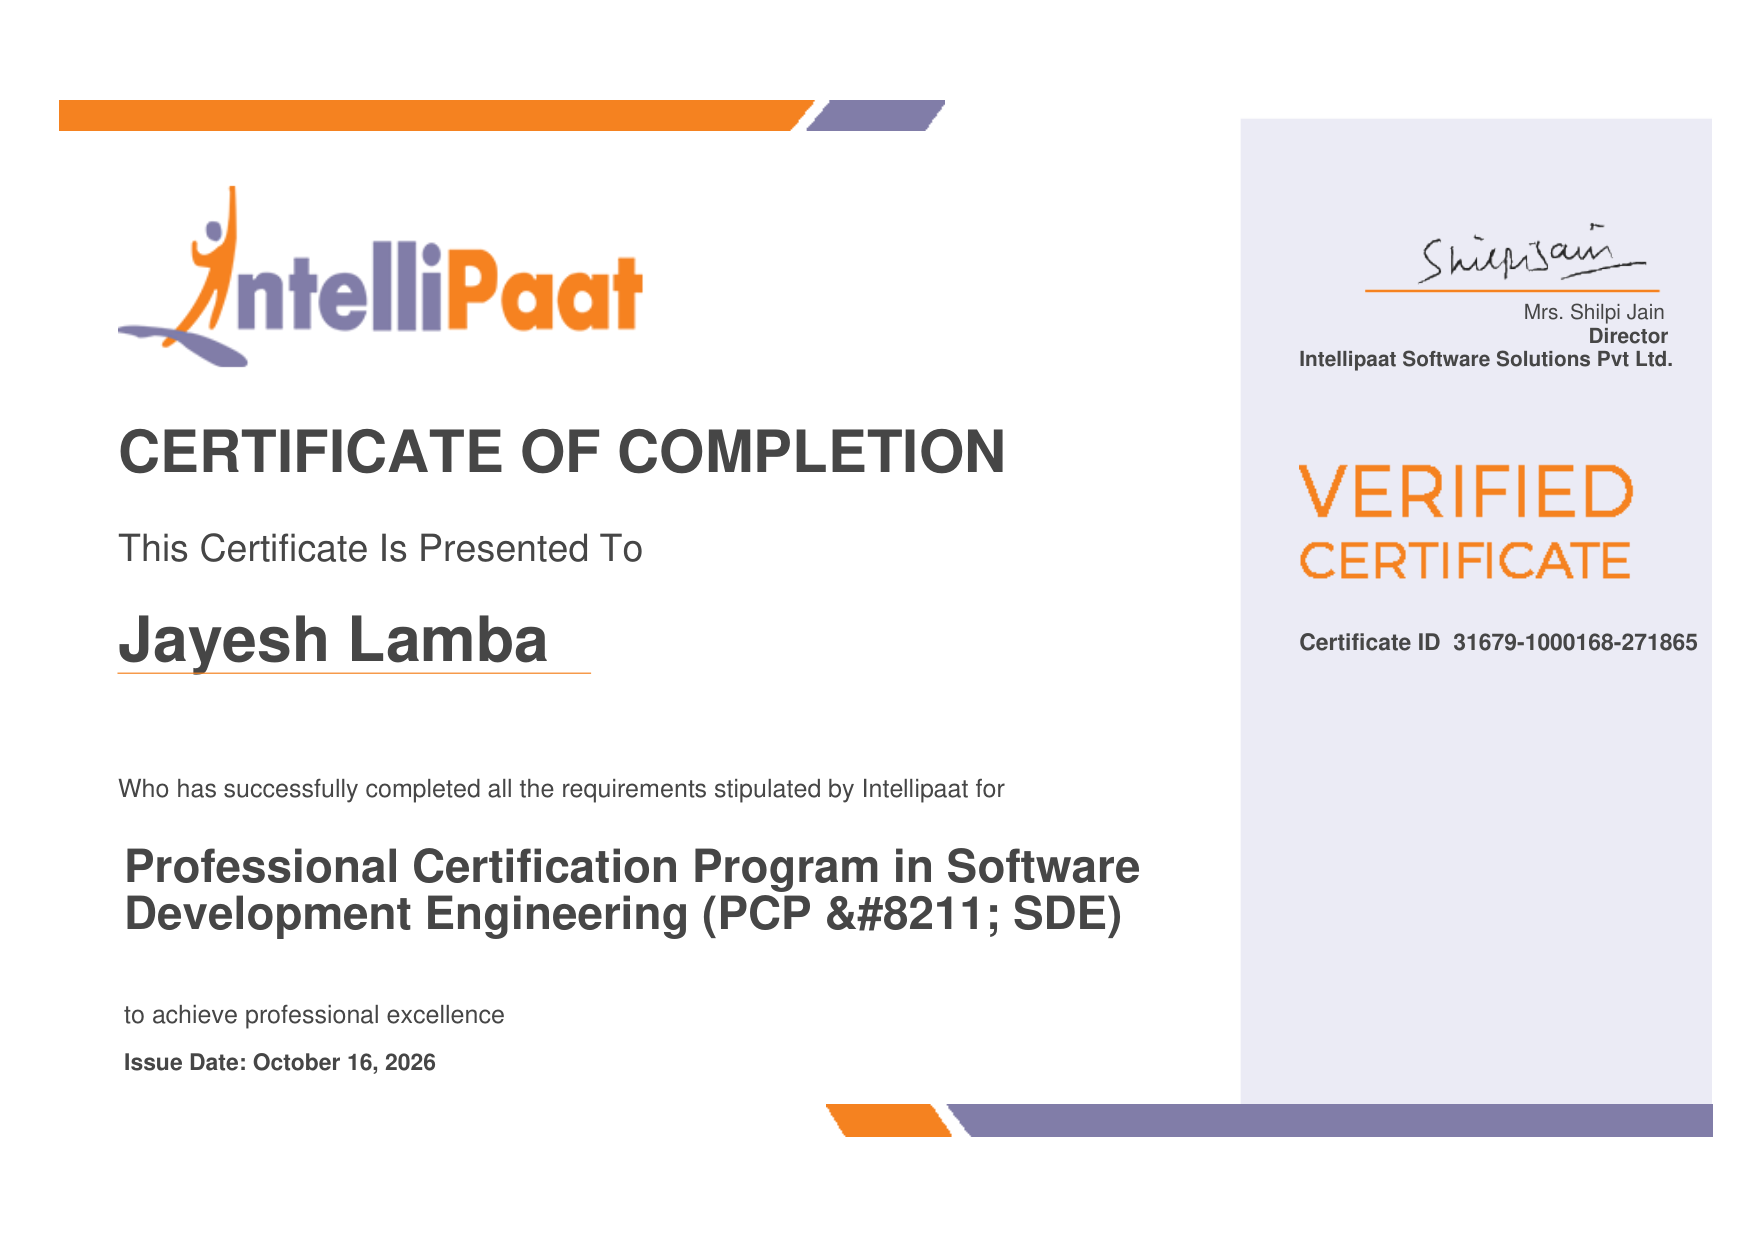 IntelliPaat
CERTIFICATE OF COMPLETION
This Certificate Is Presented To
Jayesh Lamba
Who has successfully completed all the requirements stipulated by Intellipaat for
Professional Certification Program in Software
Development Engineering (PCP &#8211; SDE)
to achieve professional excellence
Issue Date: October 16, 2026
Shilpi Jain
Mrs. Shilpi Jain
Director
Intellipaat Software Solutions Pvt Ltd.
VERIFIED
CERTIFICATE
Certificate ID 31679-1000168-271865